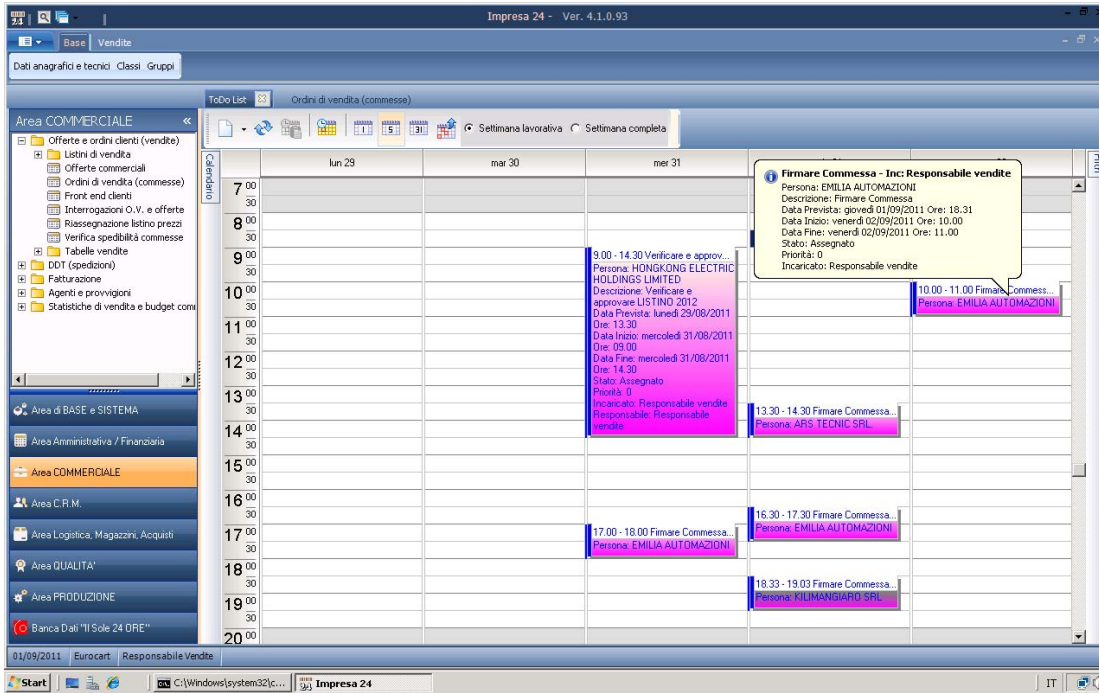 Impresa 24 - Ver. 4.1.0.93
Base Vendite
Dati anagrafici e tecnici Classi Gruppi
ToDo List Ordini di vendita (commesse)
Area COMMERCIALE «
Settimana lavorativa Settimana completa
Offerte e ordini clienti (vendite)
Listini di vendita
Offerte commerciali
Ordini di vendita (commesse)
Front end clienti
Interrogazioni O.V. e offerte
Riassegnazione listino prezzi
Verifica spedibilità commesse
Tabelle vendite
DDT (spedizioni)
Fatturazione
Agenti e provvigioni
Statistiche di vendita e budget com
Area di BASE e SISTEMA
Area Amministrativa / Finanziaria
Area COMMERCIALE
Area C.R.M.
Area Logistica, Magazzini, Acquisti
Area QUALITA'
Area PRODUZIONE
Banca Dati "Il Sole 24 ORE"
Calendario
lun 29 mar 30 mer 31
7 00
30
8 00
30
9 00
30
10 00
30
11 00
30
12 00
30
13 00
30
14 00
30
15 00
30
16 00
30
17 00
30
18 00
30
19 00
30
20 00
9.00 - 14.30 Verificare e approv...
Persona: HONGKONG ELECTRIC
HOLDINGS LIMITED
Descrizione: Verificare e
approvare LISTINO 2012
Data Prevista: lunedì 29/08/2011
Ore: 13.30
Data Inizio: mercoledì 31/08/2011
Ore: 09.00
Data Fine: mercoledì 31/08/2011
Ore: 14.30
Stato: Assegnato
Priorità: 0
Incaricato: Responsabile vendite
Responsabile: Responsabile
vendite
17.00 - 18.00 Firmare Commessa...
Persona: EMILIA AUTOMAZIONI
Firmare Commessa - Inc: Responsabile vendite
Persona: EMILIA AUTOMAZIONI
Descrizione: Firmare Commessa
Data Prevista: giovedì 01/09/2011 Ore: 18.31
Data Inizio: venerdì 02/09/2011 Ore: 10.00
Data Fine: venerdì 02/09/2011 Ore: 11.00
Stato: Assegnato
Priorità: 0
Incaricato: Responsabile vendite
13.30 - 14.30 Firmare Commessa...
Persona: ARS TECNIC SRL.
16.30 - 17.30 Firmare Commessa...
Persona: EMILIA AUTOMAZIONI
18.33 - 19.03 Firmare Commessa...
Persona: KILIMANGIARO SRL
10.00 - 11.00 Firmare Commess...
Persona: EMILIA AUTOMAZIONI
01/09/2011 Eurocart Responsabile Vendite
Start C:\Windows\system32\c... Impresa 24 IT